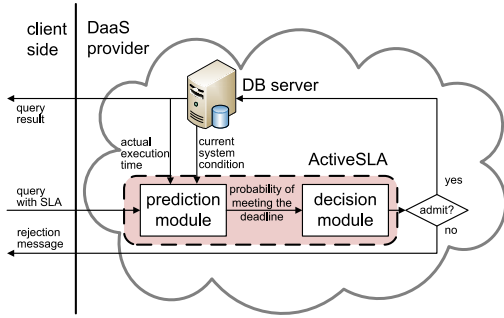 client
side
DaaS
provider
DB server
query
result
actual
execution
time
current
system
condition
ActiveSLA
query
with SLA
prediction
module
probability of
meeting the
deadline
decision
module
admit?
yes
no
rejection
message